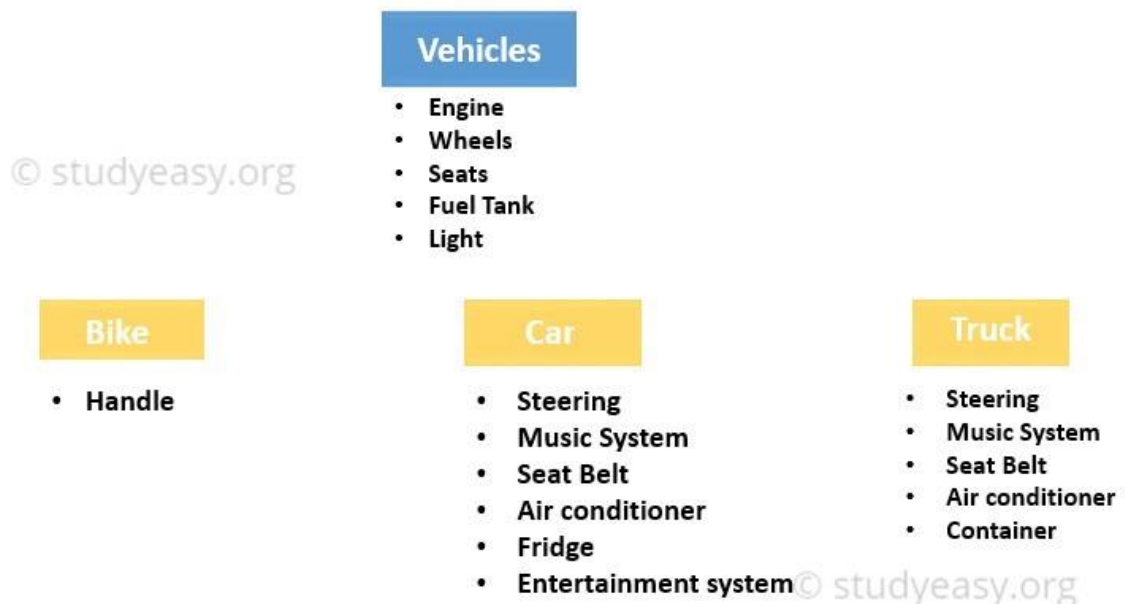 Vehicles
• Engine
• Wheels
• Seats
• Fuel Tank
• Light
© studyeasy.org
Bike
• Handle
Car
• Steering
• Music System
• Seat Belt
• Air conditioner
• Fridge
• Entertainment system
Truck
• Steering
• Music System
• Seat Belt
• Air conditioner
• Container
© studyeasy.org